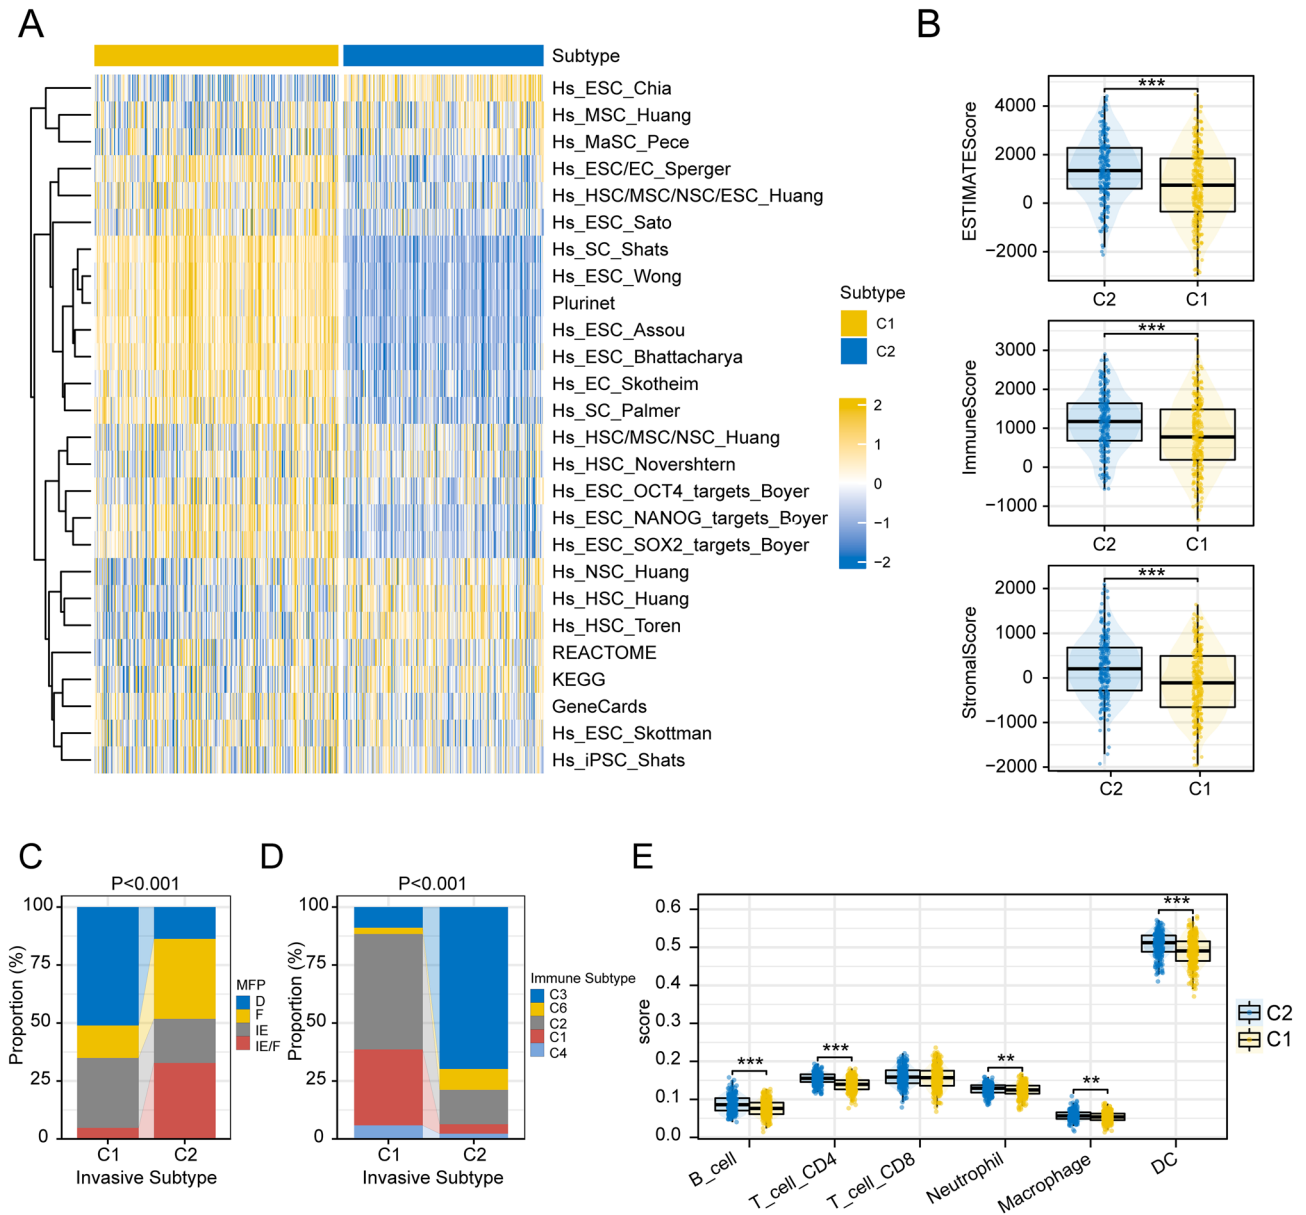 A
Subtype
Hs_ESC_Chia
Hs_MSC_Huang
Hs_MaSC_Pece
Hs_ESC/EC_Sperger
Hs_HSC/MSC/NSC/ESC_Huang
Hs_ESC_Sato
Hs_SC_Shats
Hs_ESC_Wong
Plurinet
Hs_ESC_Assou
Hs_ESC_Bhattacharya
Hs_EC_Skotheim
Hs_SC_Palmer
Hs_HSC/MSC/NSC_Huang
Hs_HSC_Novershtern
Hs_ESC_OCT4_targets_Boyer
Hs_ESC_NANOG_targets_Boyer
Hs_ESC_SOX2_targets_Boyer
Hs_NSC_Huang
Hs_HSC_Huang
Hs_HSC_Toren
REACTOME
KEGG
GeneCards
Hs_ESC_Skottman
Hs_iPSC_Shats
Subtype
C1
C2
2
1
0
−1
−2
B
ESTIMATEScore
4000
2000
0
−2000
***
C2 C1
ImmuneScore
3000
2000
1000
0
−1000
***
C2 C1
StromalScore
2000
1000
0
−1000
−2000
***
C2 C1
C
P<0.001
Proportion (%)
100
75
50
25
0
C1 C2
Invasive Subtype
MFP
D
F
IE
IE/F
D
P<0.001
Proportion (%)
100
75
50
25
0
C1 C2
Invasive Subtype
Immune Subtype
C3
C6
C2
C1
C4
E
score
0.6
0.5
0.4
0.3
0.2
0.1
0.0
***
***
**
**
***
B_cell
T_cell_CD4
T_cell_CD8
Neutrophil
Macrophage
DC
C2
C1